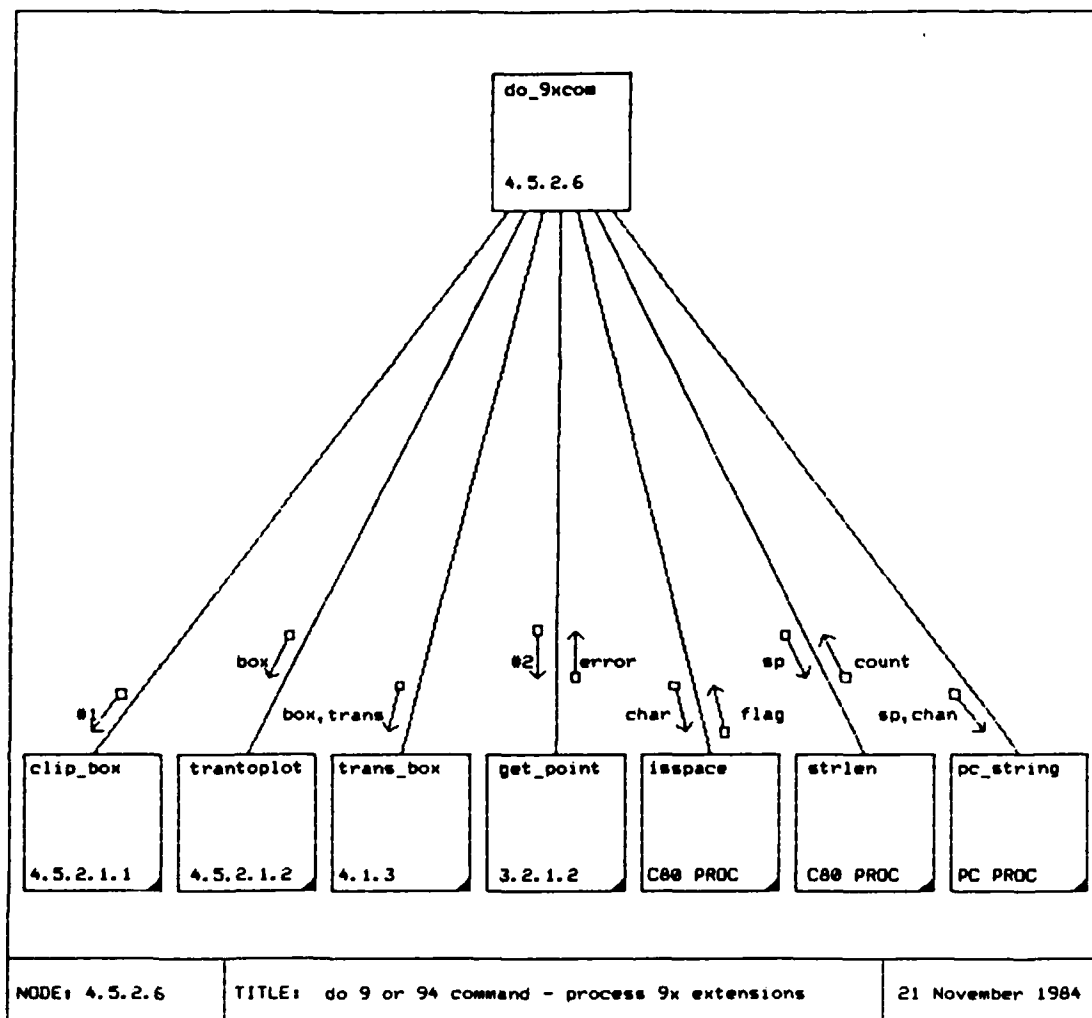 do_9xcom
4.5.2.6
box
#2
error
sp
count
#1
box,trans
char
flag
sp,chan
clip_box
trantoplot
trans_box
get_point
isspace
strlen
pc_string
4.5.2.1.1
4.5.2.1.2
4.1.3
3.2.1.2
C80 PROC
C80 PROC
PC PROC
NODE: 4.5.2.6
TITLE: do 9 or 94 command - process 9x extensions
21 November 1984